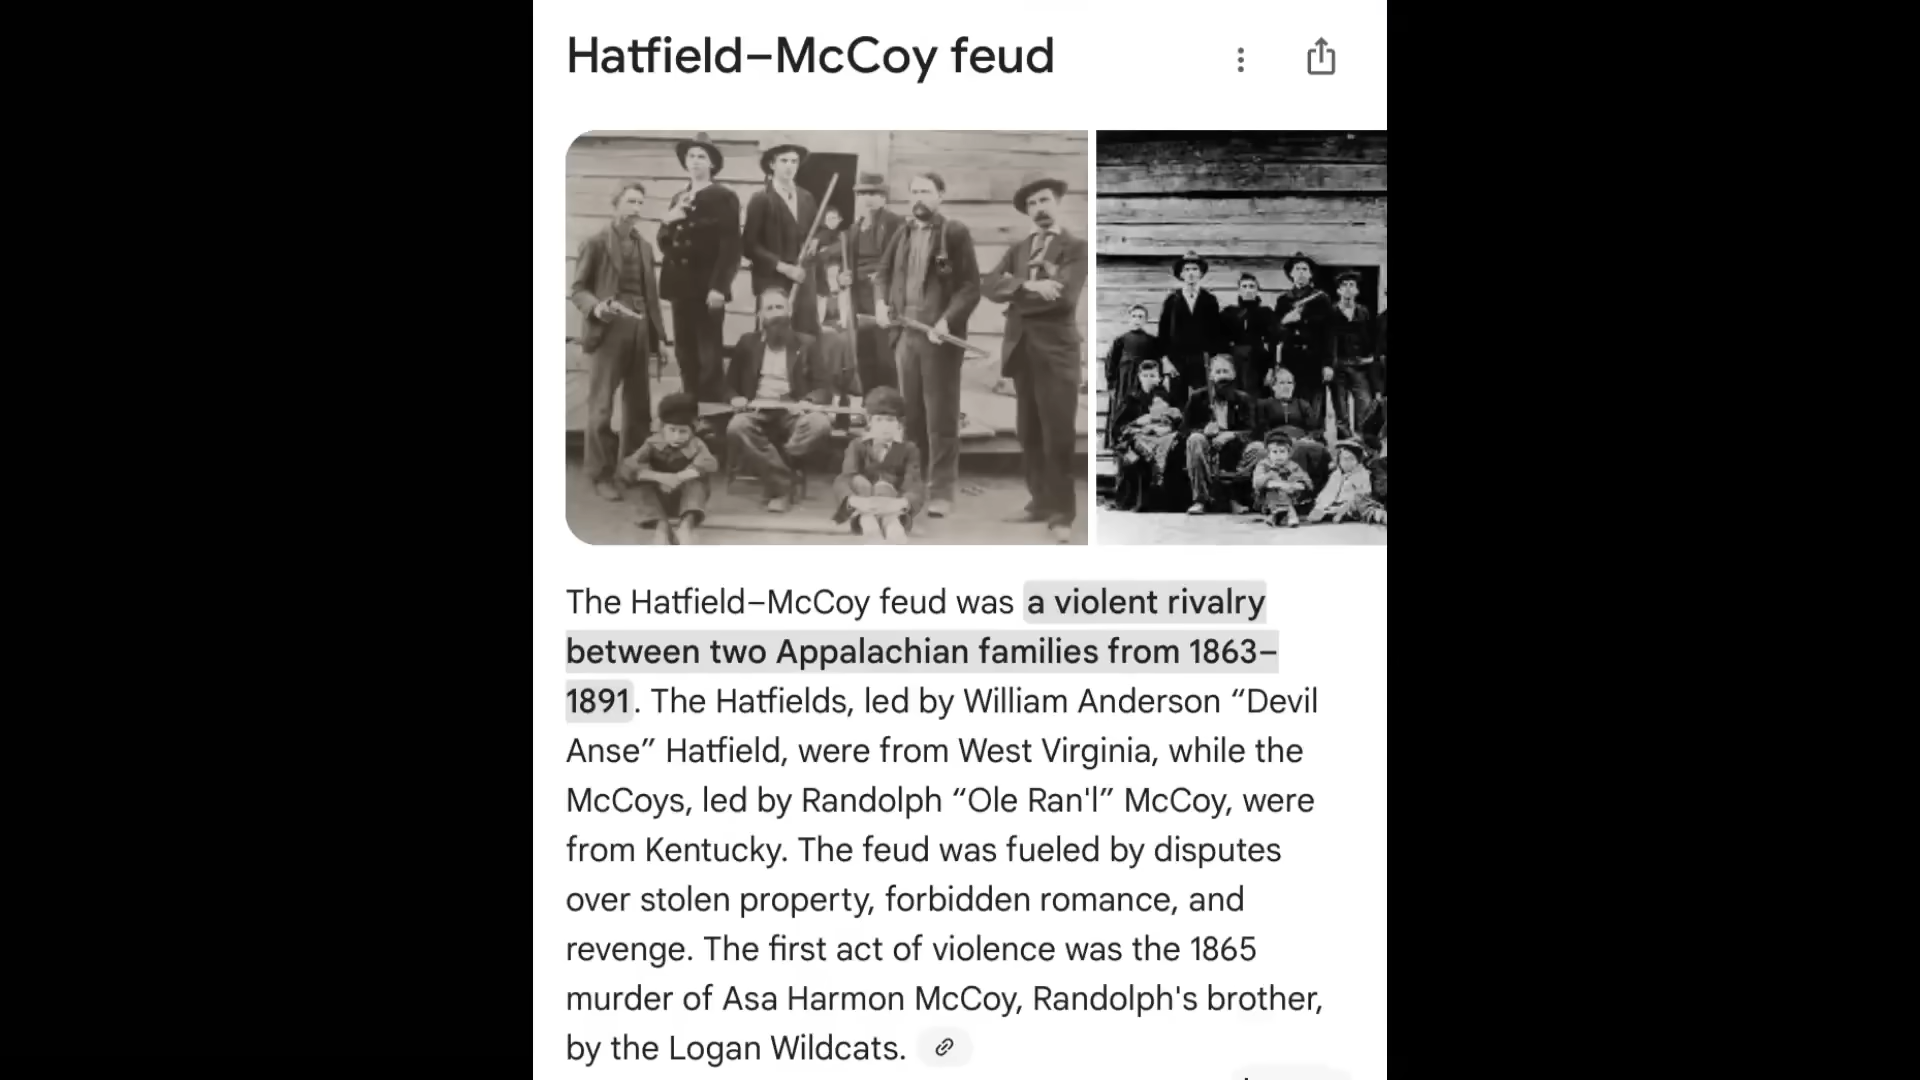 Hatfield–McCoy feud
The Hatfield–McCoy feud was a violent rivalry
between two Appalachian families from 1863–
1891. The Hatfields, led by William Anderson “Devil
Anse” Hatfield, were from West Virginia, while the
McCoys, led by Randolph “Ole Ran'l” McCoy, were
from Kentucky. The feud was fueled by disputes
over stolen property, forbidden romance, and
revenge. The first act of violence was the 1865
murder of Asa Harmon McCoy, Randolph's brother,
by the Logan Wildcats.